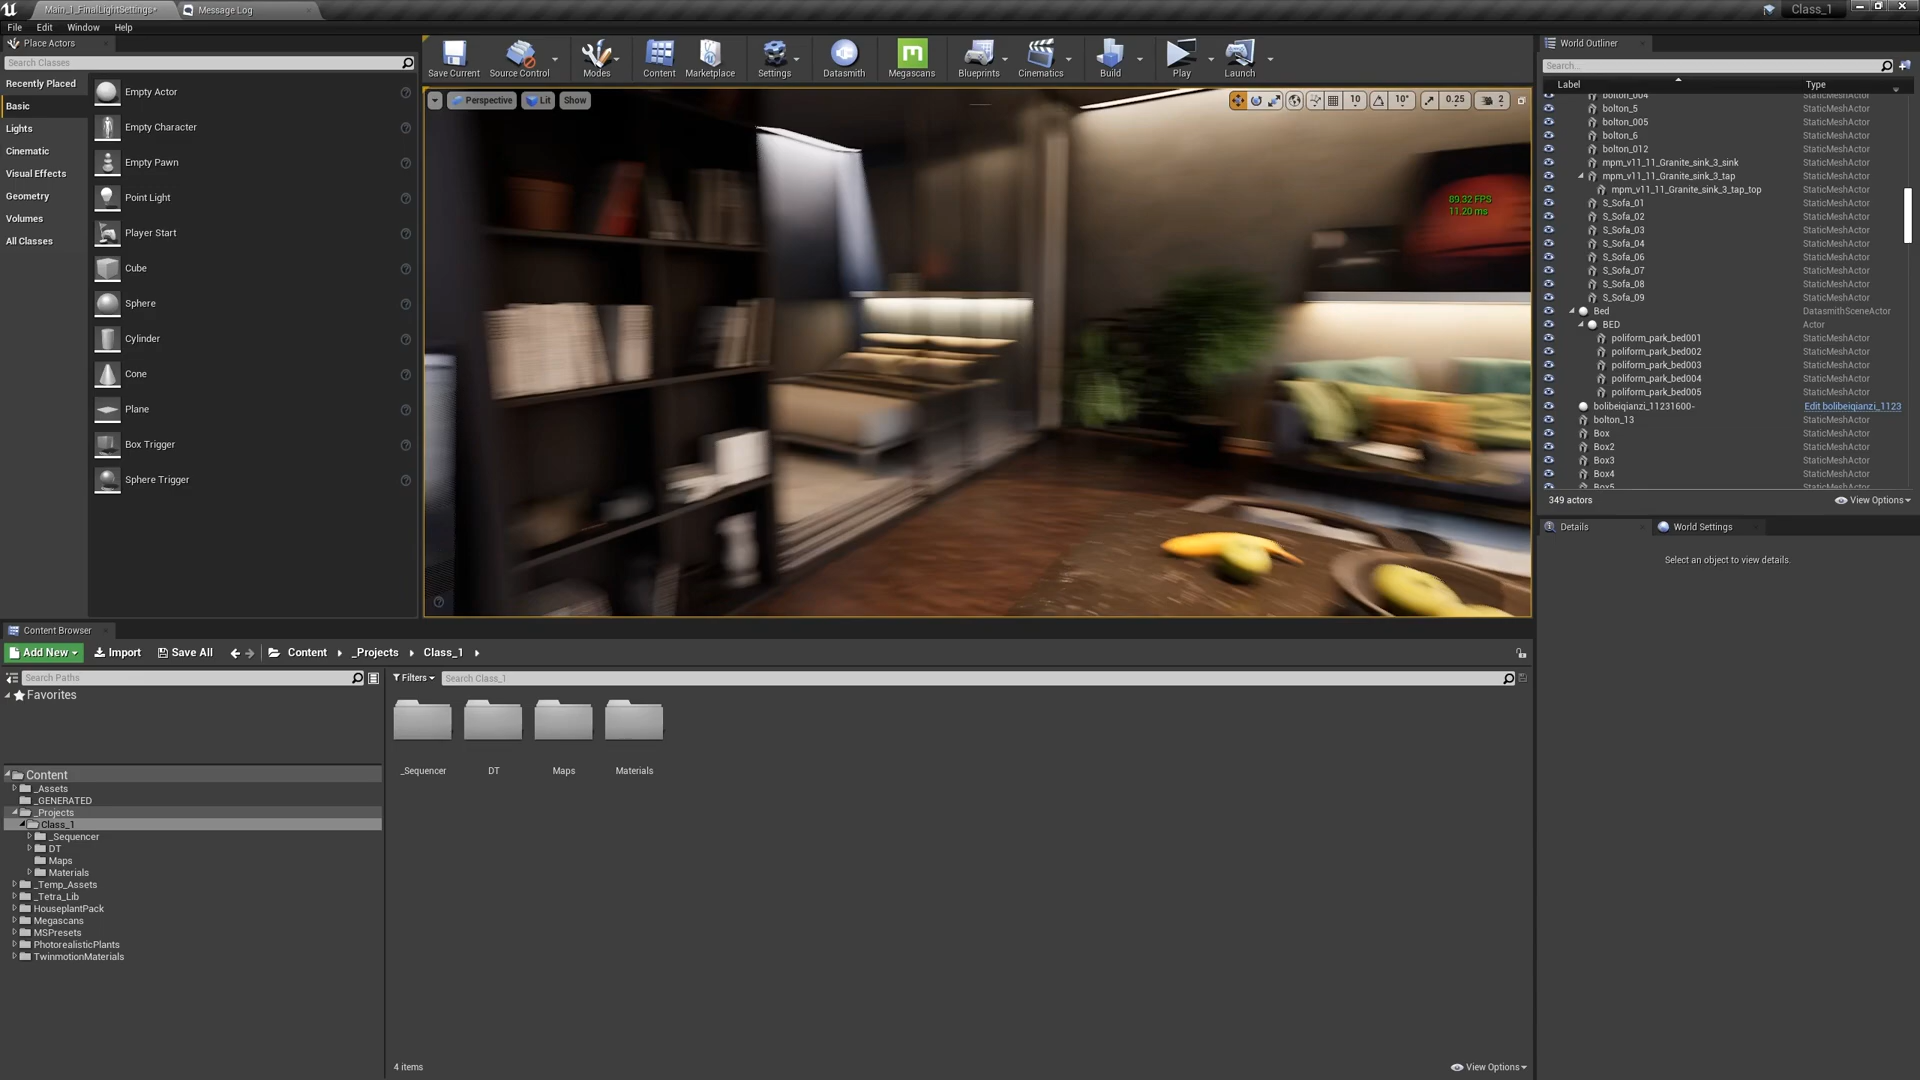 Main_1_FinalLightSettings*
Message Log
Class_1
File Edit Window Help
Place Actors
Search Classes
Recently Placed
Basic
Lights
Cinematic
Visual Effects
Geometry
Volumes
All Classes
Empty Actor
Empty Character
Empty Pawn
Point Light
Player Start
Cube
Sphere
Cylinder
Cone
Plane
Box Trigger
Sphere Trigger
Save Current
Source Control
Modes
Content
Marketplace
Settings
Datasmith
Megascans
Blueprints
Cinematics
Build
Play
Launch
Perspective
Lit
Show
10
10°
0.25
2
89.32 FPS
11.20 ms
World Outliner
Search...
Label Type
bolton_004 StaticMeshActor
bolton_5 StaticMeshActor
bolton_005 StaticMeshActor
bolton_6 StaticMeshActor
bolton_012 StaticMeshActor
mpm_v11_11_Granite_sink_3_sink StaticMeshActor
mpm_v11_11_Granite_sink_3_tap StaticMeshActor
mpm_v11_11_Granite_sink_3_tap_top StaticMeshActor
S_Sofa_01 StaticMeshActor
S_Sofa_02 StaticMeshActor
S_Sofa_03 StaticMeshActor
S_Sofa_04 StaticMeshActor
S_Sofa_06 StaticMeshActor
S_Sofa_07 StaticMeshActor
S_Sofa_08 StaticMeshActor
S_Sofa_09 StaticMeshActor
Bed DatasmithSceneActor
BED Actor
poliform_park_bed001 StaticMeshActor
poliform_park_bed002 StaticMeshActor
poliform_park_bed003 StaticMeshActor
poliform_park_bed004 StaticMeshActor
poliform_park_bed005 StaticMeshActor
bolibeiqianzi_11231600- Edit bolibeiqianzi_1123
bolton_13 StaticMeshActor
Box StaticMeshActor
Box2 StaticMeshActor
Box3 StaticMeshActor
Box4 StaticMeshActor
Box5 StaticMeshActor
349 actors
View Options
Details
World Settings
Select an object to view details.
Content Browser
Add New
Import
Save All
Content
_Projects
Class_1
Search Paths
Favorites
Content
_Assets
_GENERATED
_Projects
Class_1
_Sequencer
DT
Maps
Materials
_Temp_Assets
_Tetra_Lib
HouseplantPack
Megascans
MSPresets
PhotorealisticPlants
TwinmotionMaterials
Filters
Search Class_1
_Sequencer
DT
Maps
Materials
4 items
View Options